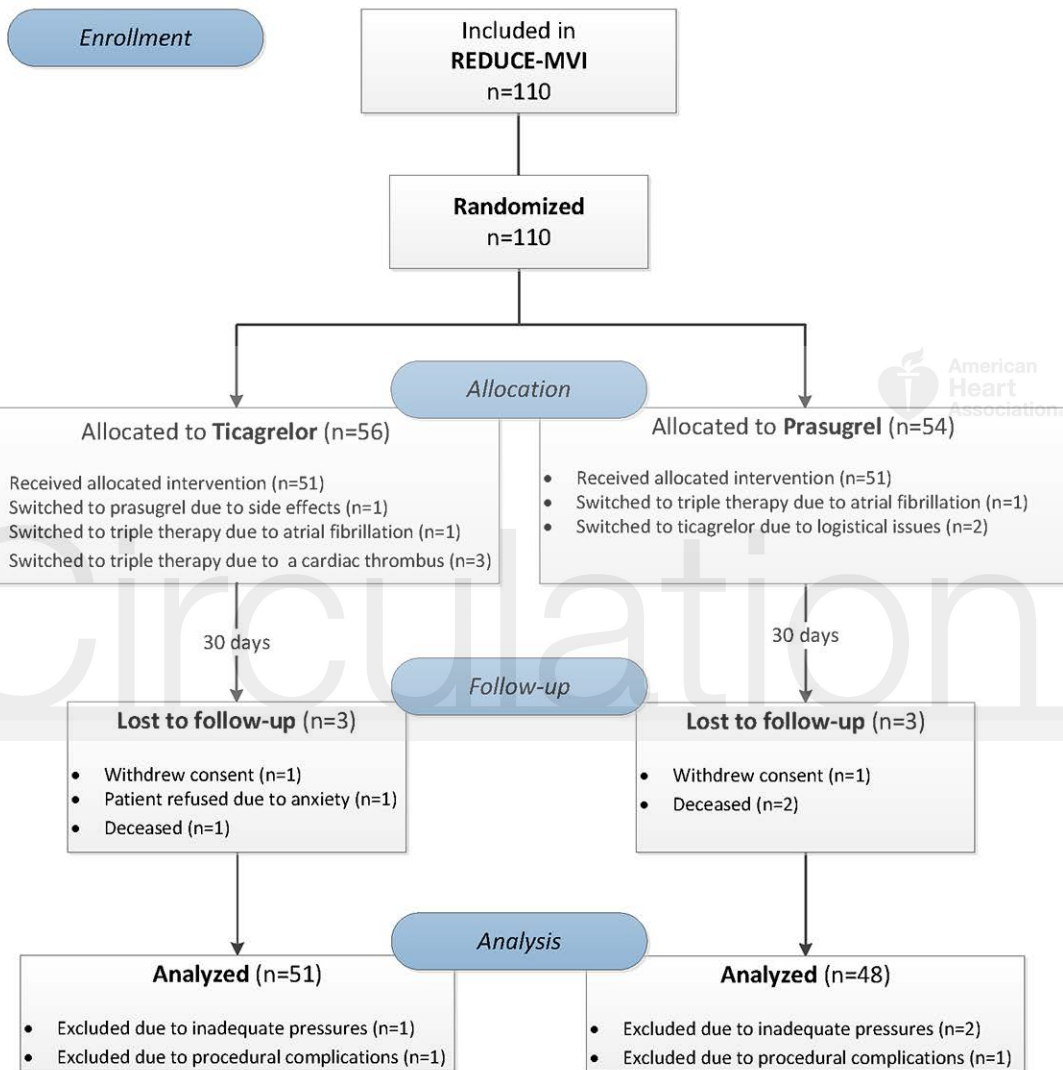 Enrollment
Included in
REDUCE-MVI
n=110
Randomized
n=110
Allocation
American
Heart
Association
Allocated to Ticagrelor (n=56)
Received allocated intervention (n=51)
Switched to prasugrel due to side effects (n=1)
Switched to triple therapy due to atrial fibrillation (n=1)
Switched to triple therapy due to a cardiac thrombus (n=3)
Allocated to Prasugrel (n=54)
• Received allocated intervention (n=51)
• Switched to triple therapy due to atrial fibrillation (n=1)
• Switched to ticagrelor due to logistical issues (n=2)
Circulation
30 days
30 days
Follow-up
Lost to follow-up (n=3)
• Withdrew consent (n=1)
• Patient refused due to anxiety (n=1)
• Deceased (n=1)
Lost to follow-up (n=3)
• Withdrew consent (n=1)
• Deceased (n=2)
Analysis
Analyzed (n=51)
• Excluded due to inadequate pressures (n=1)
• Excluded due to procedural complications (n=1)
Analyzed (n=48)
• Excluded due to inadequate pressures (n=2)
• Excluded due to procedural complications (n=1)